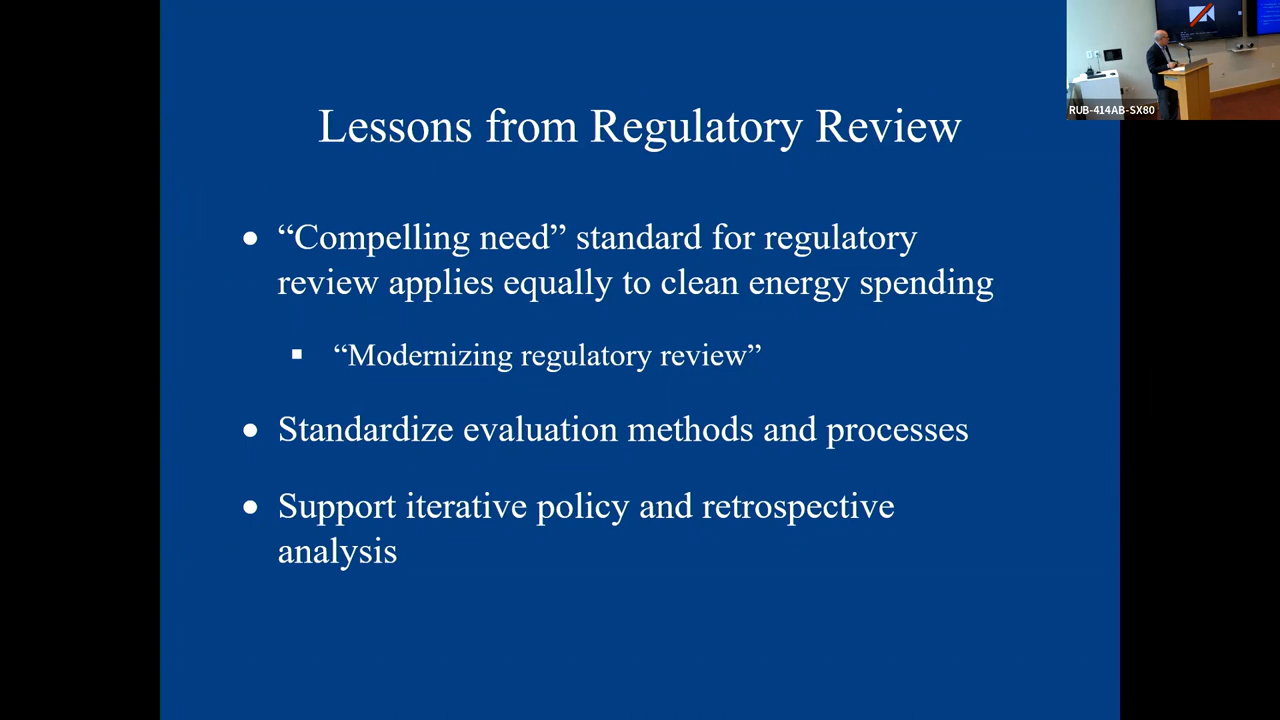 Lessons from Regulatory Review
• “Compelling need” standard for regulatory
review applies equally to clean energy spending
▪ “Modernizing regulatory review”
• Standardize evaluation methods and processes
• Support iterative policy and retrospective
analysis
RUB-414AB-SX80